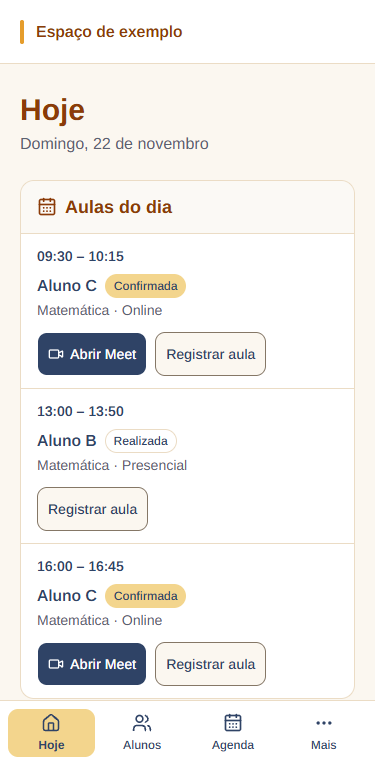 Espaço de exemplo
Hoje
Domingo, 22 de novembro
Aulas do dia
09:30 – 10:15
Aluno C Confirmada
Matemática · Online
Abrir Meet Registrar aula
13:00 – 13:50
Aluno B Realizada
Matemática · Presencial
Registrar aula
16:00 – 16:45
Aluno C Confirmada
Matemática · Online
Abrir Meet Registrar aula
Hoje Alunos Agenda Mais